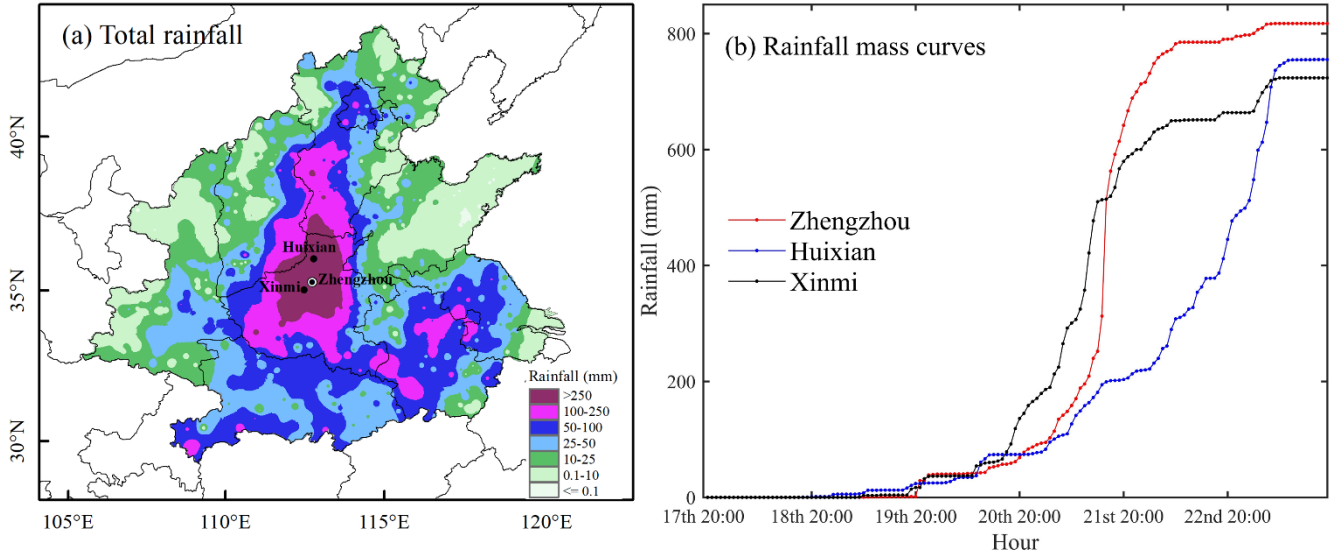 (a) Total rainfall
40°N
35°N
30°N
Huixian
Zhengzhou
Xinmi
Rainfall (mm)
>250
100-250
50-100
25-50
10-25
0.1-10
<= 0.1
105°E
110°E
115°E
120°E
(b) Rainfall mass curves
800
600
400
200
0
Rainfall (mm)
Zhengzhou
Huixian
Xinmi
17th 20:00
18th 20:00
19th 20:00
20th 20:00
21st 20:00
22nd 20:00
Hour